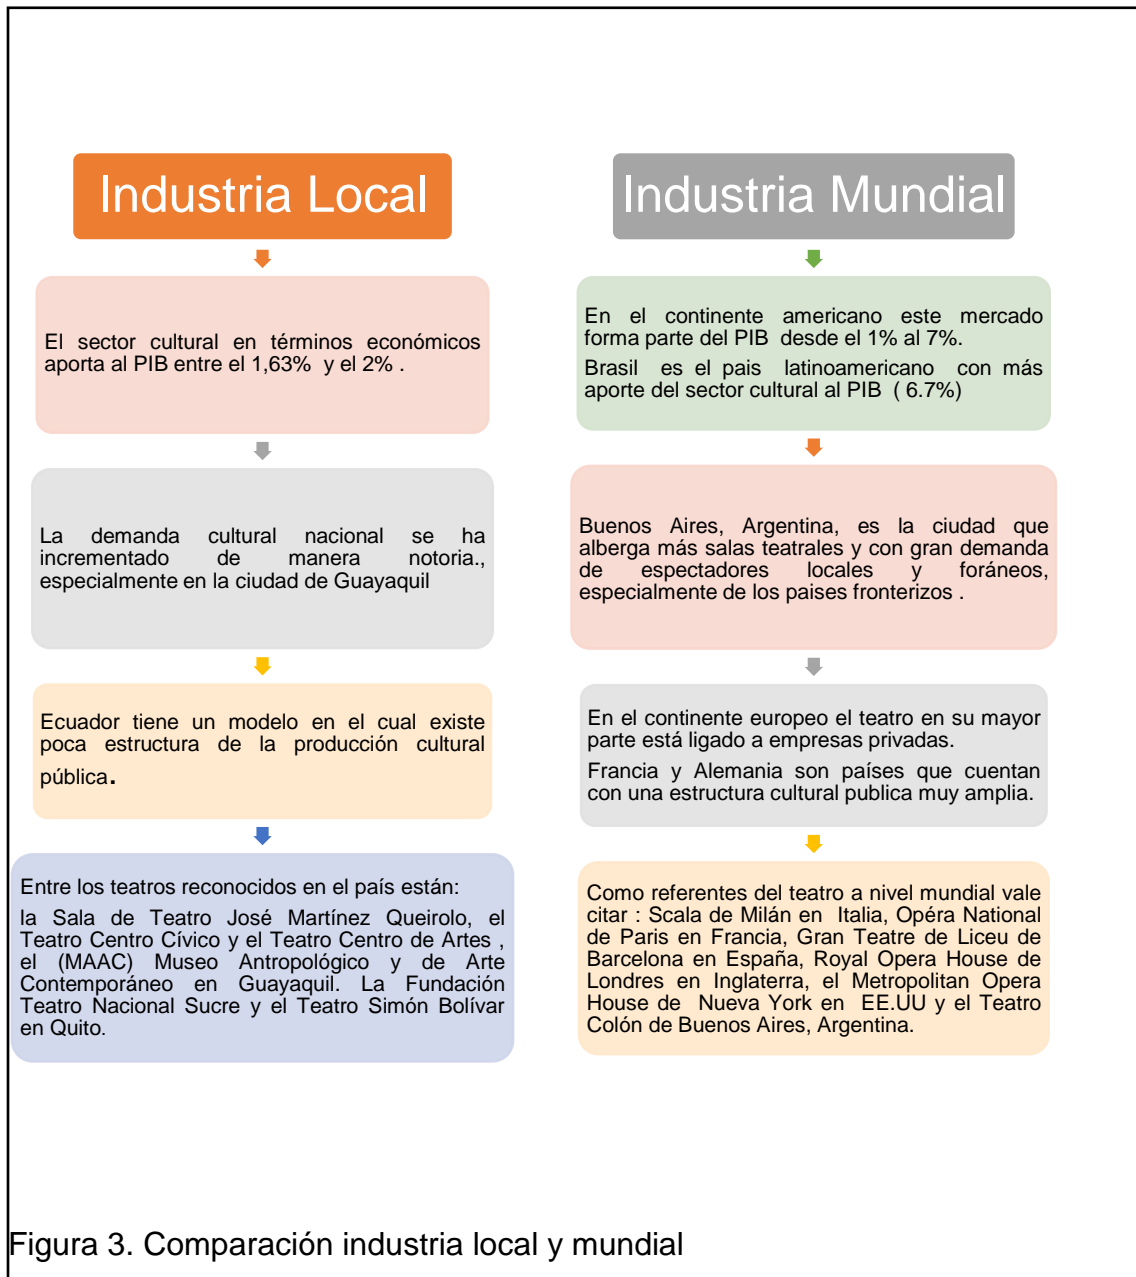 Industria Local
El sector cultural en términos económicos
aporta al PIB entre el 1,63% y el 2% .
La demanda cultural nacional se ha
incrementado de manera notoria.,
especialmente en la ciudad de Guayaquil
Ecuador tiene un modelo en el cual existe
poca estructura de la producción cultural
pública.
Entre los teatros reconocidos en el país están:
la Sala de Teatro José Martínez Queirolo, el
Teatro Centro Cívico y el Teatro Centro de Artes ,
el (MAAC) Museo Antropológico y de Arte
Contemporáneo en Guayaquil. La Fundación
Teatro Nacional Sucre y el Teatro Simón Bolívar
en Quito.
Industria Mundial
En el continente americano este mercado
forma parte del PIB desde el 1% al 7%.
Brasil es el pais latinoamericano con más
aporte del sector cultural al PIB ( 6.7%)
Buenos Aires, Argentina, es la ciudad que
alberga más salas teatrales y con gran demanda
de espectadores locales y foráneos,
especialmente de los paises fronterizos .
En el continente europeo el teatro en su mayor
parte está ligado a empresas privadas.
Francia y Alemania son países que cuentan
con una estructura cultural publica muy amplia.
Como referentes del teatro a nivel mundial vale
citar : Scala de Milán en Italia, Opéra National
de Paris en Francia, Gran Teatre de Liceu de
Barcelona en España, Royal Opera House de
Londres en Inglaterra, el Metropolitan Opera
House de Nueva York en EE.UU y el Teatro
Colón de Buenos Aires, Argentina.
Figura 3. Comparación industria local y mundial